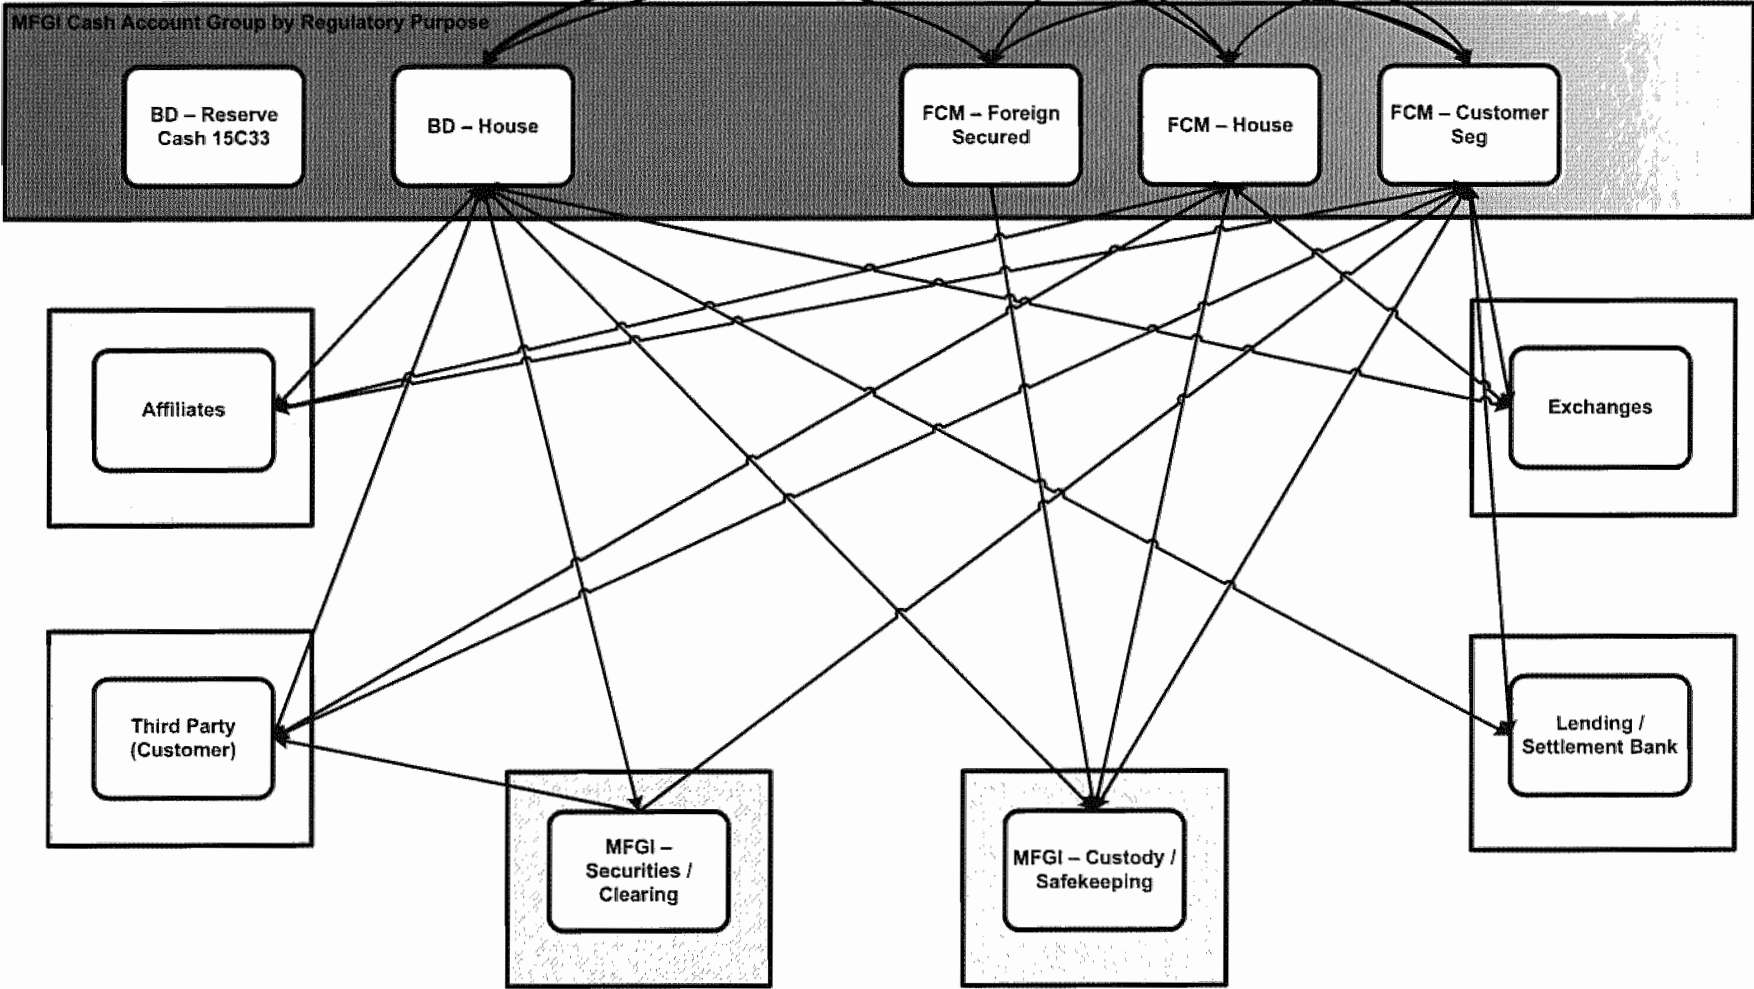 MFGI Cash Account Group by Regulatory Purpose
BD – Reserve
Cash 15C33
BD – House
FCM – Foreign
Secured
FCM – House
FCM – Customer
Seg
Affiliates
Exchanges
Third Party
(Customer)
Lending /
Settlement Bank
MFGI –
Securities /
Clearing
MFGI – Custody /
Safekeeping